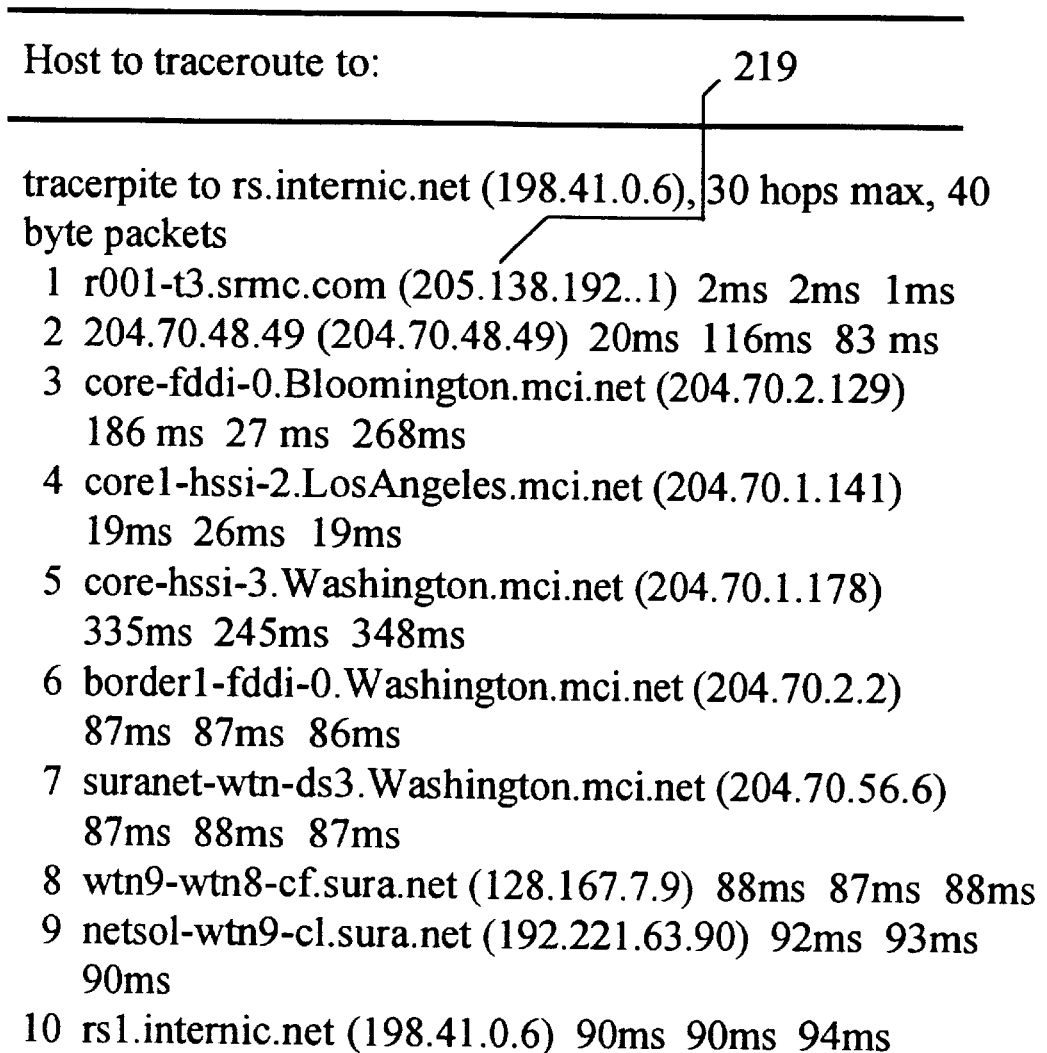 Host to traceroute to: 219
tracerpite to rs.internic.net (198.41.0.6), 30 hops max, 40
byte packets
1 r001-t3.srmc.com (205.138.192..1) 2ms 2ms 1ms
2 204.70.48.49 (204.70.48.49) 20ms 116ms 83 ms
3 core-fddi-0.Bloomington.mci.net (204.70.2.129)
186 ms 27 ms 268ms
4 core1-hssi-2.LosAngeles.mci.net (204.70.1.141)
19ms 26ms 19ms
5 core-hssi-3.Washington.mci.net (204.70.1.178)
335ms 245ms 348ms
6 border1-fddi-0.Washington.mci.net (204.70.2.2)
87ms 87ms 86ms
7 suranet-wtn-ds3.Washington.mci.net (204.70.56.6)
87ms 88ms 87ms
8 wtn9-wtn8-cf.sura.net (128.167.7.9) 88ms 87ms 88ms
9 netsol-wtn9-cl.sura.net (192.221.63.90) 92ms 93ms
90ms
10 rs1.internic.net (198.41.0.6) 90ms 90ms 94ms